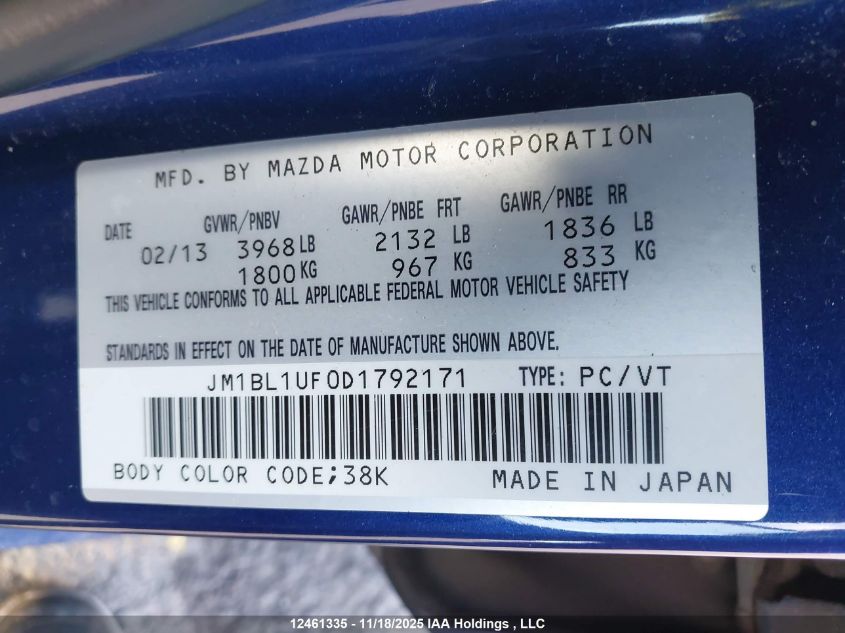 MFD. BY MAZDA MOTOR CORPORATION
DATE GVWR/PNBV GAWR/PNBE FRT GAWR/PNBE RR
02/13 3968 LB 2132 LB 1836 LB
1800 KG 967 KG 833 KG
THIS VEHICLE CONFORMS TO ALL APPLICABLE FEDERAL MOTOR VEHICLE SAFETY
STANDARDS IN EFFECT ON THE DATE OF MANUFACTURE SHOWN ABOVE.
JM1BL1UF0D1792171 TYPE: PC/VT
BODY COLOR CODE;38K MADE IN JAPAN
12461335 - 11/18/2025 IAA Holdings , LLC